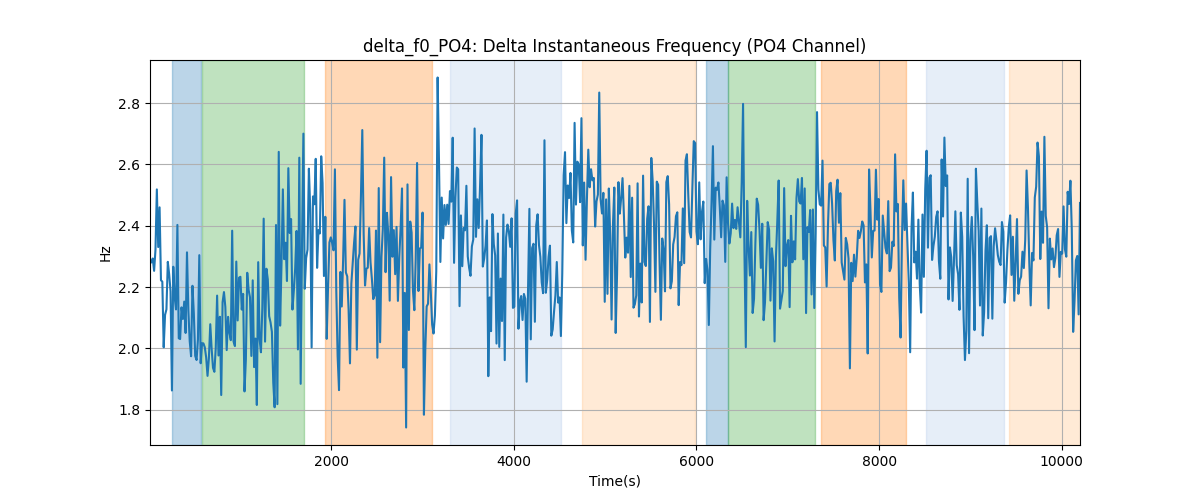 delta_f0_PO4: Delta Instantaneous Frequency (PO4 Channel)
2.8
2.6
2.4
2.2
2.0
1.8
Hz
2000 4000 6000 8000 10000
Time(s)